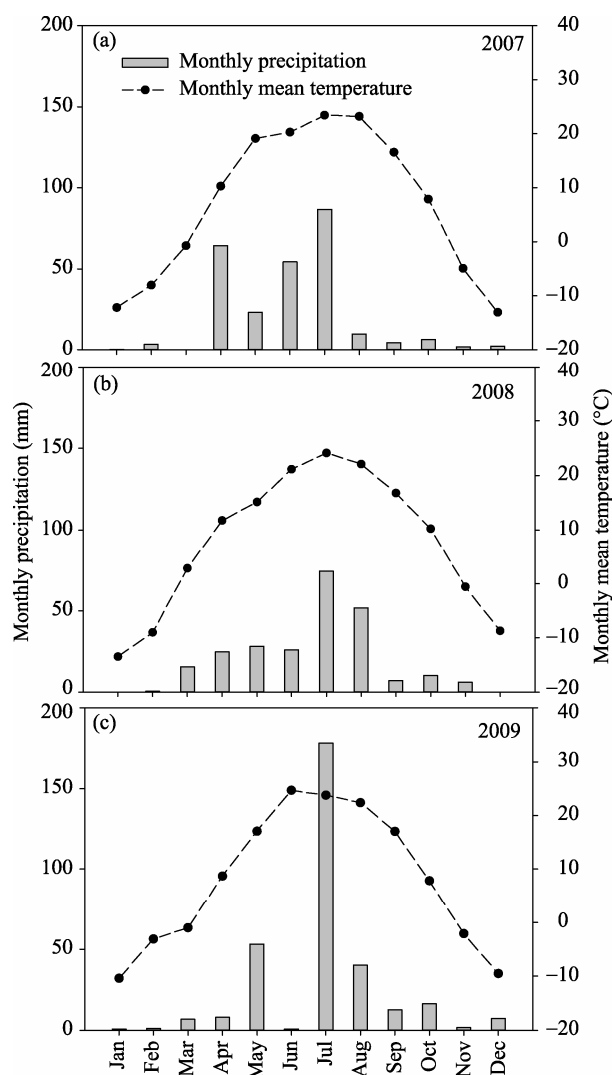 200 (a) 2007 40
Monthly precipitation
Monthly mean temperature 30
150
20
100 10
0
50
−10
0 −20
200 (b) 2008 40
30
150
20
100 10
0
50
−10
0 −20
Monthly precipitation (mm)
Monthly mean temperature (°C)
200 (c) 2009 40
30
150
20
100 10
0
50
−10
0 −20
Jan Feb Mar Apr May Jun Jul Aug Sep Oct Nov Dec